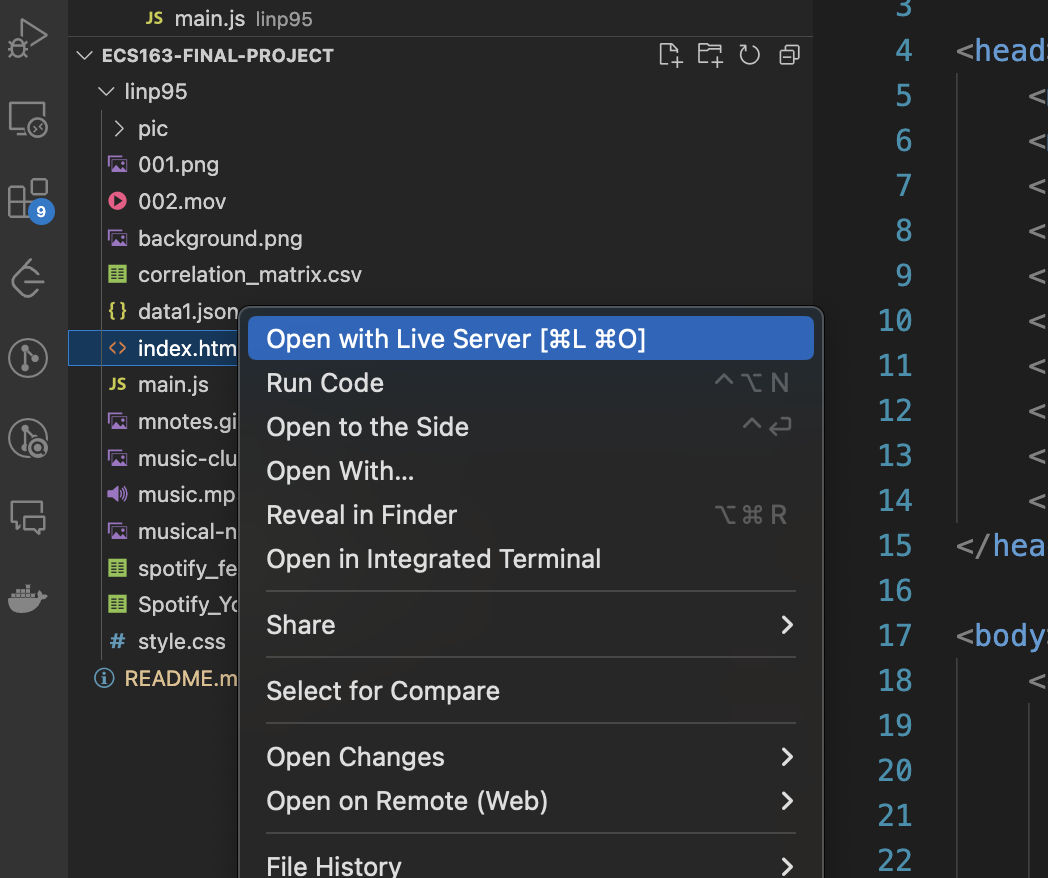 JS main.js linp95
ECS163-FINAL-PROJECT
linp95
pic
001.png
002.mov
background.png
correlation_matrix.csv
{} data1.json
<> index.htm
JS main.js
mnotes.gi
music-clu
music.mp
musical-n
spotify_fe
Spotify_Yo
# style.css
README.m
9
Open with Live Server [⌘L ⌘O]
Run Code ^⌥N
Open to the Side ^⏎
Open With...
Reveal in Finder ⌥⌘R
Open in Integrated Terminal
Share
Select for Compare
Open Changes
Open on Remote (Web)
File History
3
4 <head
5 <
6 <
7 <
8 <
9 <
10 <
11 <
12 <
13 <
14 <
15 </hea
16
17 <body
18 <
19
20
21
22